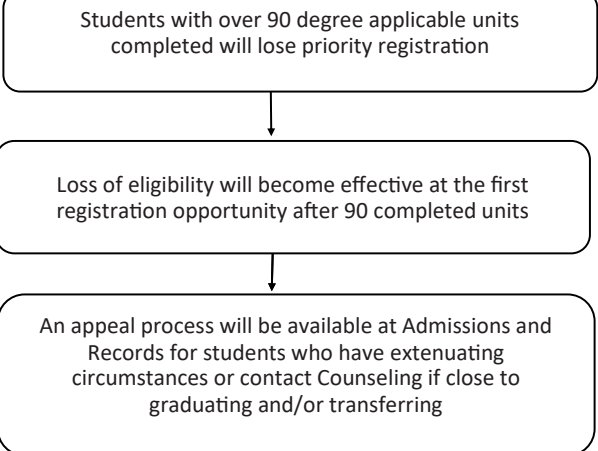 Students with over 90 degree applicable units
completed will lose priority registration
Loss of eligibility will become effective at the first
registration opportunity after 90 completed units
An appeal process will be available at Admissions and
Records for students who have extenuating
circumstances or contact Counseling if close to
graduating and/or transferring